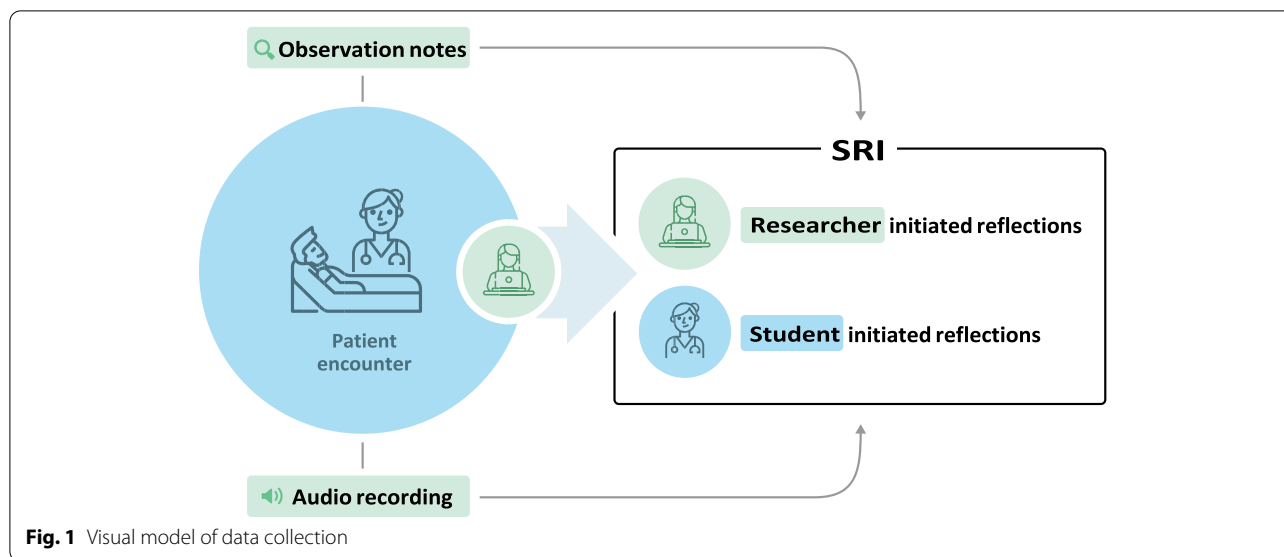 Observation notes
Patient
encounter
Audio recording
SRI
Researcher initiated reflections
Student initiated reflections
Fig. 1 Visual model of data collection